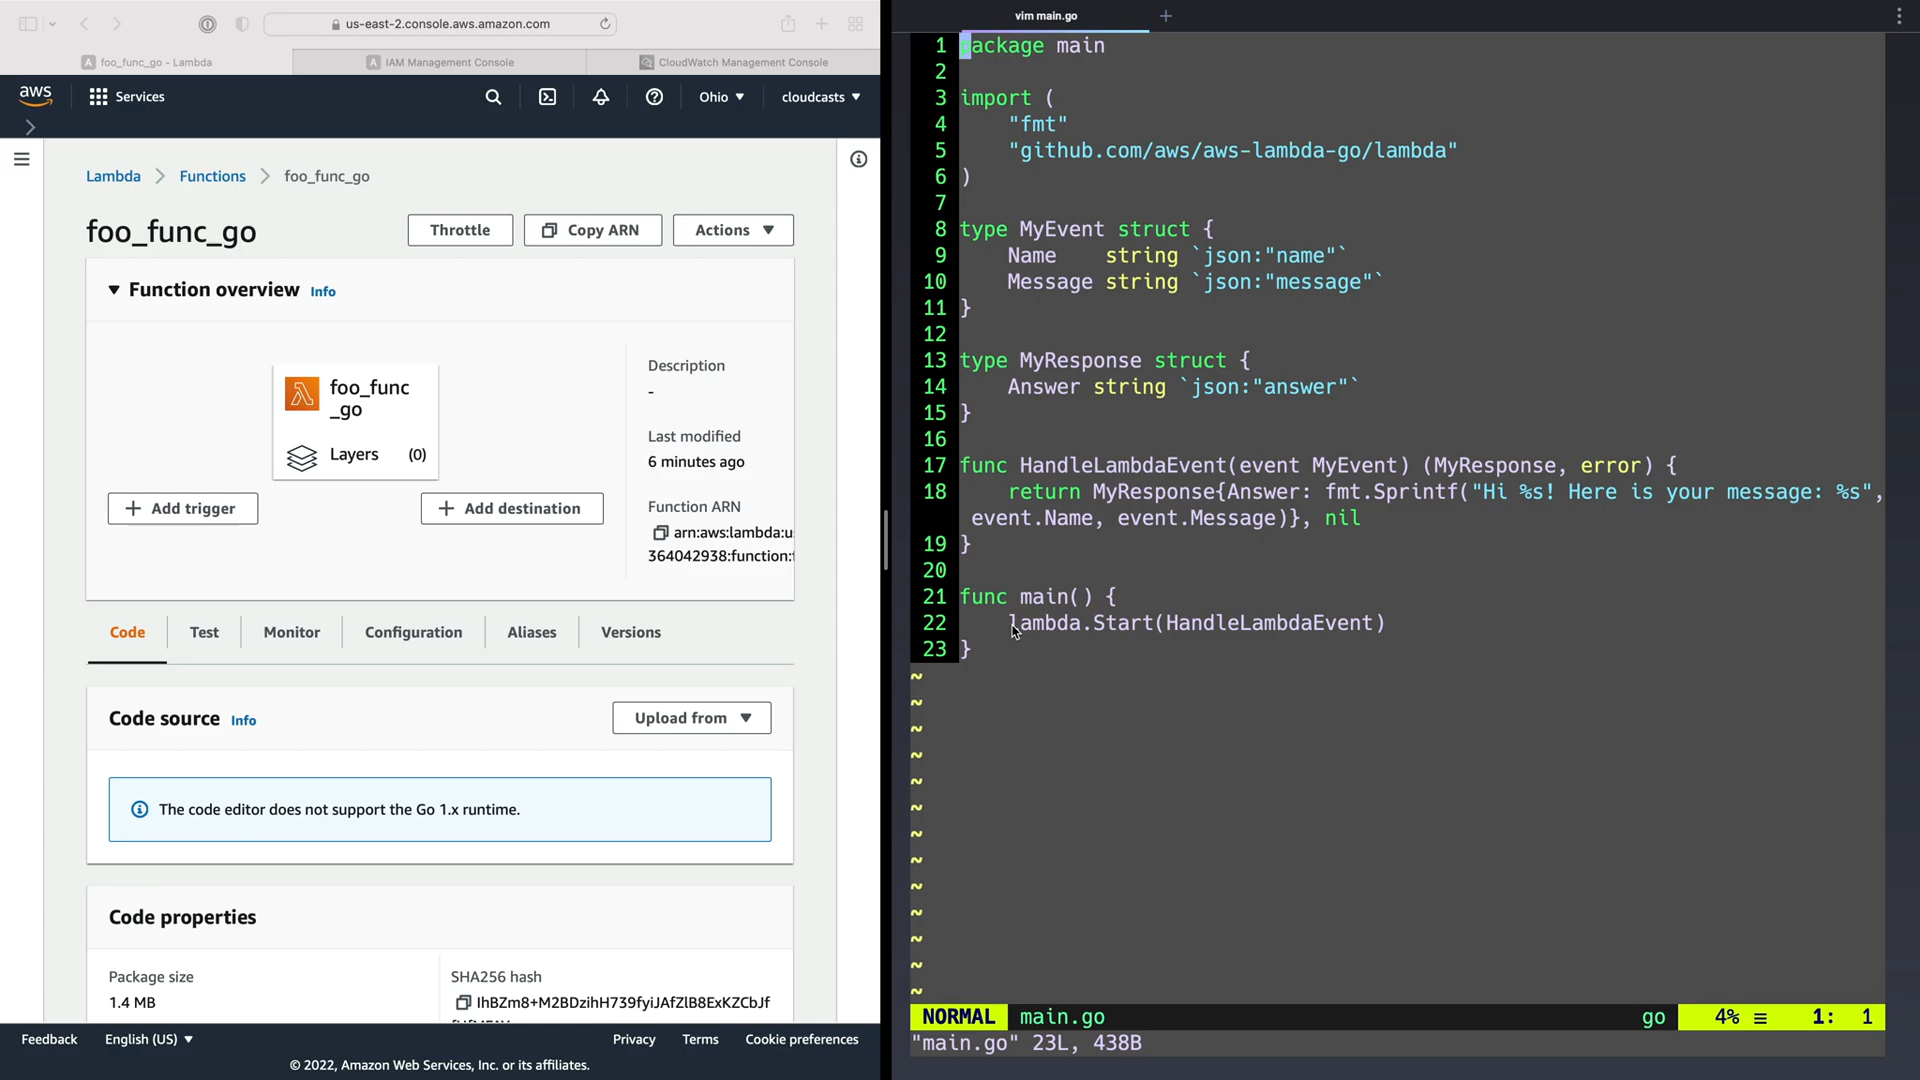 us-east-2.console.aws.amazon.com
foo_func_go - Lambda
IAM Management Console
CloudWatch Management Console
aws
Services
Ohio
cloudcasts
Lambda
Functions
foo_func_go
foo_func_go
Throttle
Copy ARN
Actions
Function overview Info
foo_func
_go
Layers (0)
Add trigger
Add destination
Description
-
Last modified
6 minutes ago
Function ARN
arn:aws:lambda:u
364042938:function:
Code
Test
Monitor
Configuration
Aliases
Versions
Code source Info
Upload from
The code editor does not support the Go 1.x runtime.
Code properties
Package size
1.4 MB
SHA256 hash
IhBZm8+M2BDzihH739fyiJAfZlB8ExKZCbJf
Feedback
English (US)
Privacy
Terms
Cookie preferences
© 2022, Amazon Web Services, Inc. or its affiliates.
vim main.go
1 package main
2
3 import (
4 "fmt"
5 "github.com/aws/aws-lambda-go/lambda"
6 )
7
8 type MyEvent struct {
9 Name string `json:"name"`
10 Message string `json:"message"`
11 }
12
13 type MyResponse struct {
14 Answer string `json:"answer"`
15 }
16
17 func HandleLambdaEvent(event MyEvent) (MyResponse, error) {
18 return MyResponse{Answer: fmt.Sprintf("Hi %s! Here is your message: %s",
event.Name, event.Message)}, nil
19 }
20
21 func main() {
22 lambda.Start(HandleLambdaEvent)
23 }
~
~
~
~
~
~
~
~
~
~
~
~
~
NORMAL main.go go 4% ≡ 1: 1
"main.go" 23L, 438B